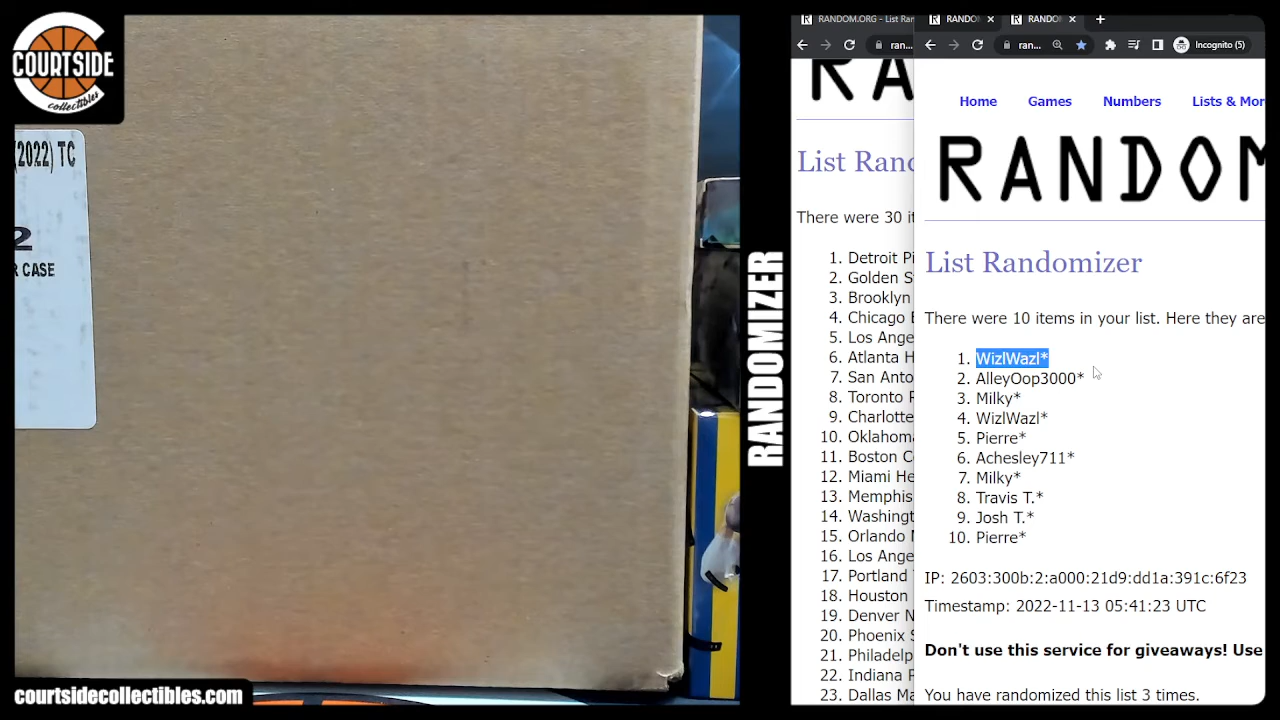 COURTSIDE
collectibles
(2022) TC
2
R CASE
courtsidecollectibles.com
RANDOMIZER
RANDOM.ORG - List Ran
ran...
RANDO
RANDO
ran...
Incognito (5)
RA
List Rand
There were 30 it
1. Detroit Pi
2. Golden S
3. Brooklyn
4. Chicago B
5. Los Ange
6. Atlanta H
7. San Anto
8. Toronto R
9. Charlotte
10. Oklahoma
11. Boston C
12. Miami He
13. Memphis
14. Washingt
15. Orlando M
16. Los Ange
17. Portland
18. Houston
19. Denver N
20. Phoenix S
21. Philadelp
22. Indiana P
23. Dallas Ma
Home Games Numbers Lists & Mor
RANDOM
List Randomizer
There were 10 items in your list. Here they are
1. WizlWazl*
2. AlleyOop3000*
3. Milky*
4. WizlWazl*
5. Pierre*
6. Achesley711*
7. Milky*
8. Travis T.*
9. Josh T.*
10. Pierre*
IP: 2603:300b:2:a000:21d9:dd1a:391c:6f23
Timestamp: 2022-11-13 05:41:23 UTC
Don't use this service for giveaways! Use
You have randomized this list 3 times.